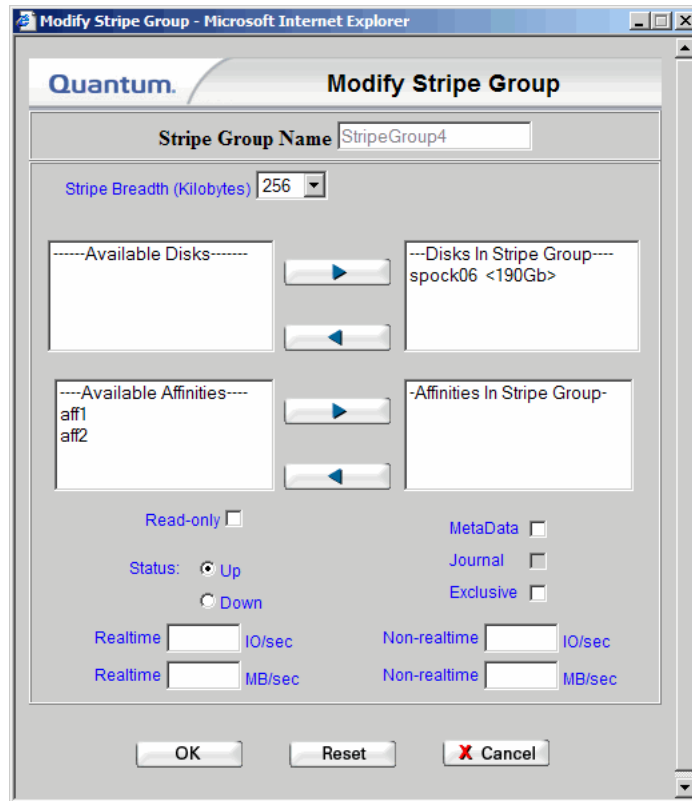 Modify Stripe Group - Microsoft Internet Explorer
Quantum. Modify Stripe Group
Stripe Group Name StripeGroup4
Stripe Breadth (Kilobytes) 256
------Available Disks-------
---Disks In Stripe Group----
spock06 <190Gb>
----Available Affinities----
aff1
aff2
-Affinities In Stripe Group-
Read-only
MetaData
Status: Up
Journal
Down
Exclusive
Realtime IO/sec Non-realtime IO/sec
Realtime MB/sec Non-realtime MB/sec
OK Reset X Cancel